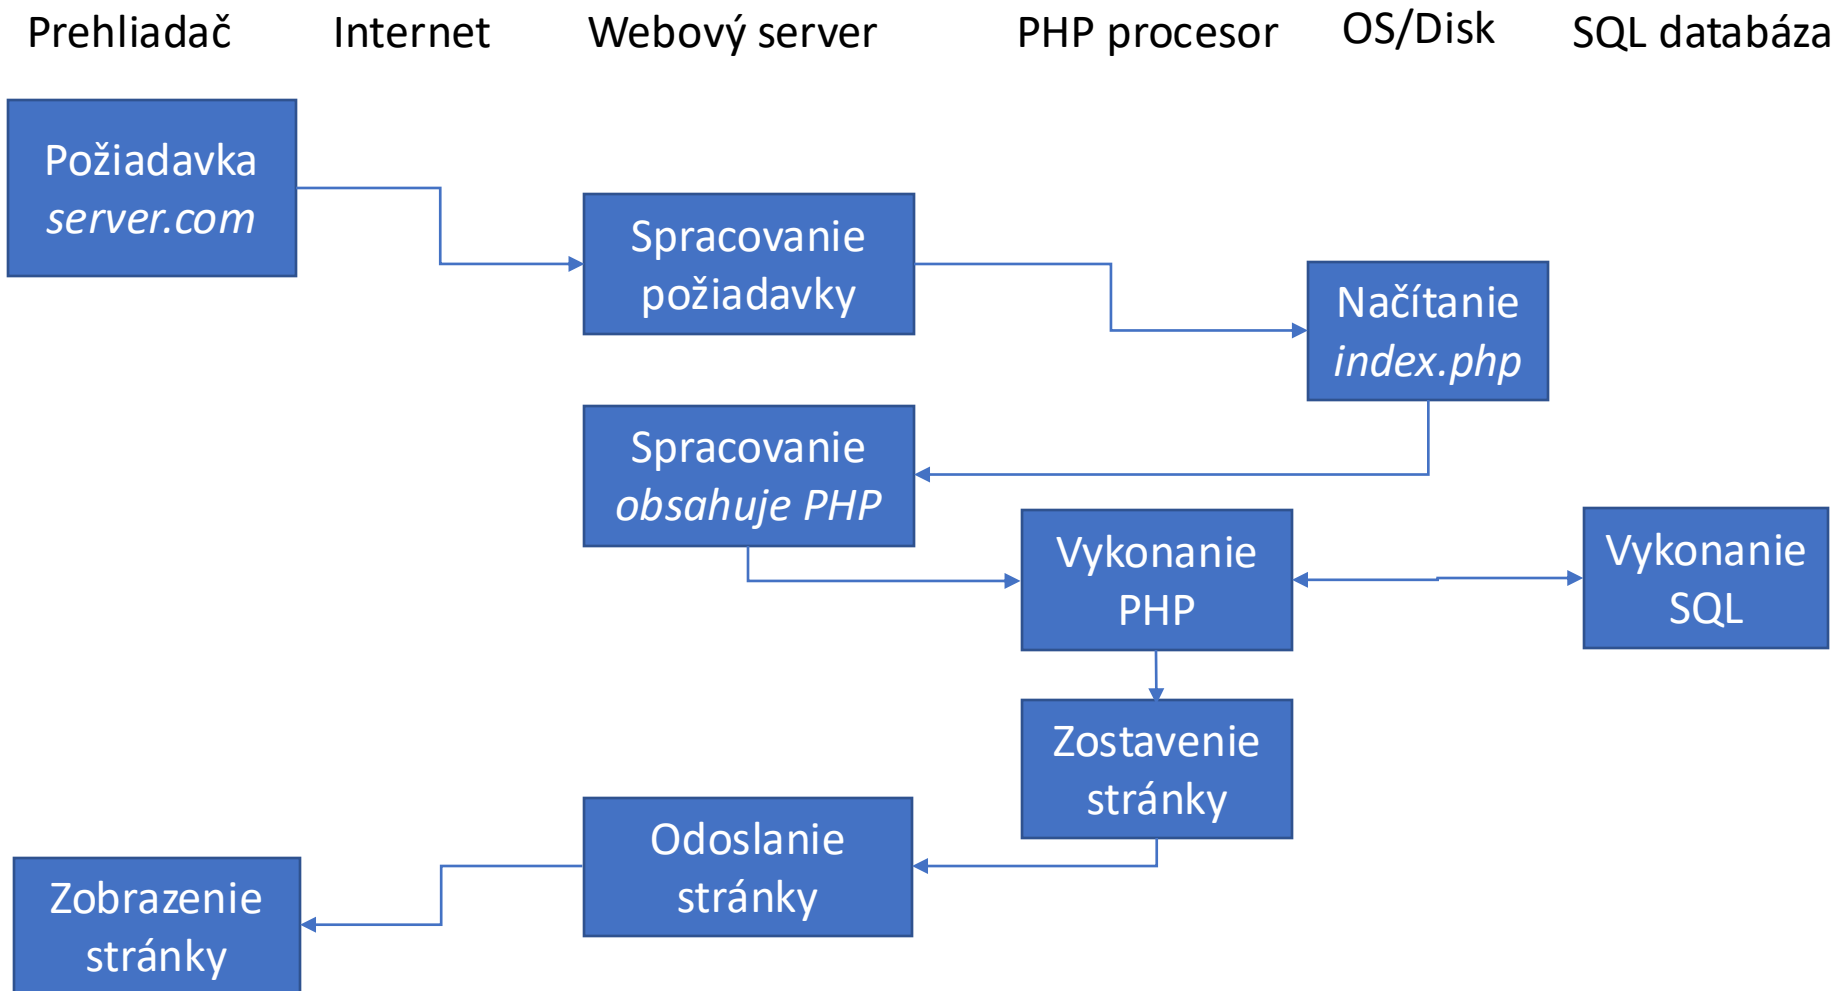 Prehliadač
Internet
Webový server
PHP procesor
OS/Disk
SQL databáza
Požiadavka
server.com
Spracovanie
požiadavky
Načítanie
index.php
Spracovanie
obsahuje PHP
Vykonanie
PHP
Vykonanie
SQL
Zostavenie
stránky
Odoslanie
stránky
Zobrazenie
stránky